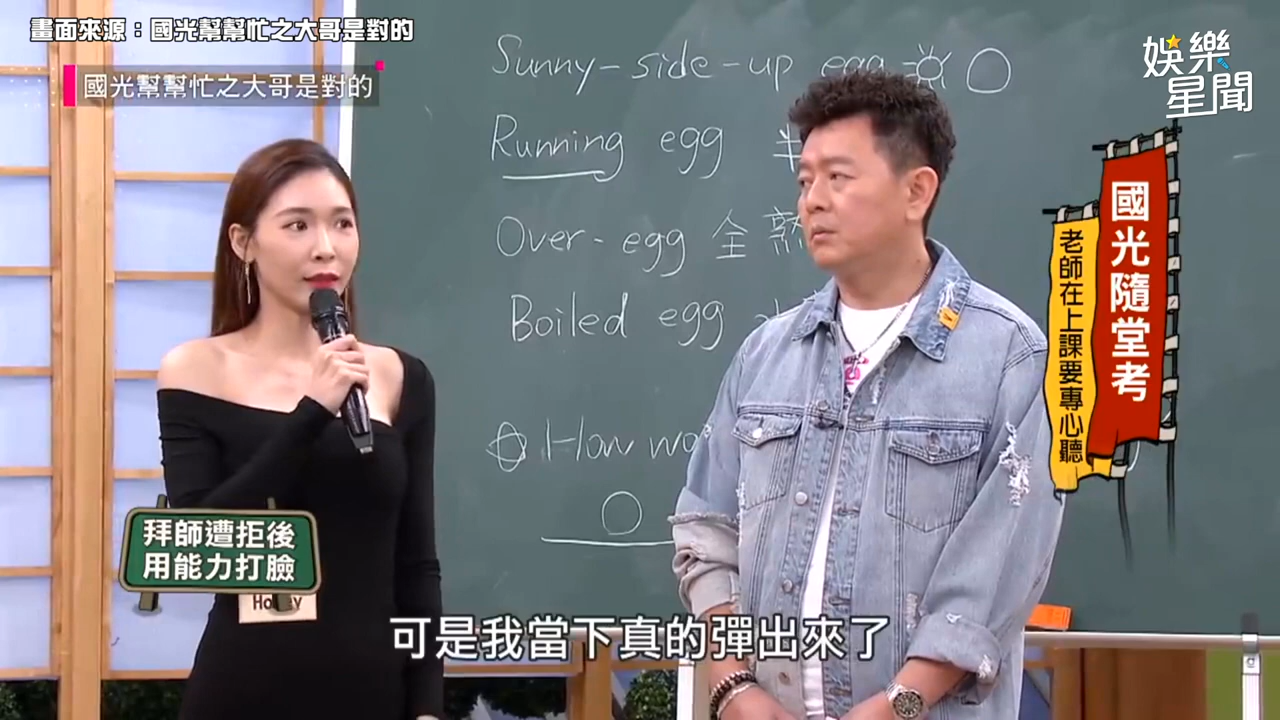 畫面來源：國光幫幫忙之大哥是對的
國光幫幫忙之大哥是對的
娛樂
星聞
Sunny-side-up egg
Running egg 半
Over-egg 全熟
Boiled egg
How
國光隨堂考
老師在上課要專心聽
拜師遭拒後
用能力打臉
可是我當下真的彈出來了